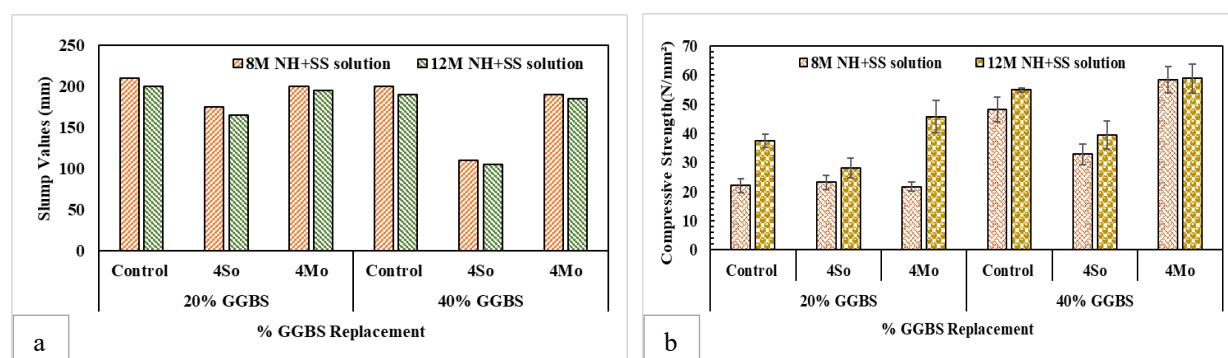 Slump Values (mm)
250
200
150
100
50
0
8M NH+SS solution
12M NH+SS solution
Control
4So
4Mo
Control
4So
4Mo
20% GGBS
40% GGBS
% GGBS Replacement
a
Compressive Strength(N/mm²)
70
60
50
40
30
20
10
0
8M NH+SS solution
12M NH+SS solution
Control
4So
4Mo
Control
4So
4Mo
20% GGBS
40% GGBS
% GGBS Replacement
b